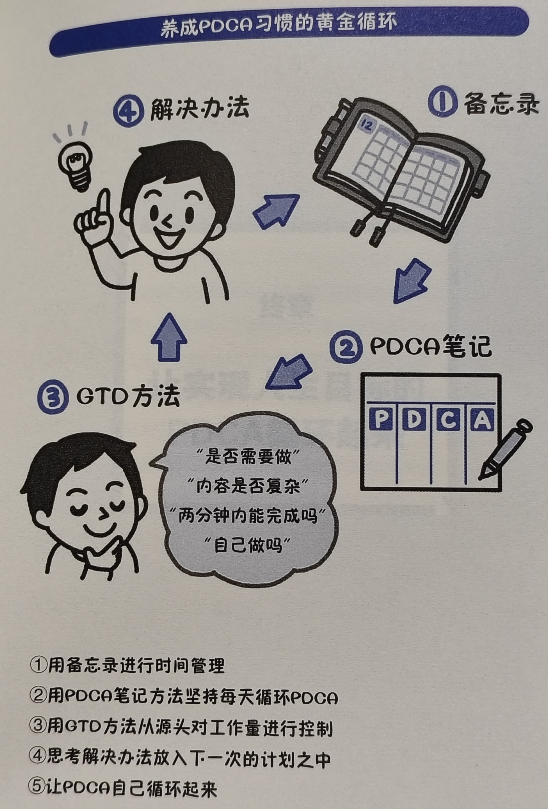 养成PDCA习惯的黄金循环
④解决办法
①备忘录
12
②PDCA笔记
P D C A
③GTD方法
“是否需要做”
“内容是否复杂”
“两分钟内能完成吗”
“自己做吗”
①用备忘录进行时间管理
②用PDCA笔记方法坚持每天循环PDCA
③用GTD方法从源头对工作量进行控制
④思考解决办法放入下一次的计划之中
⑤让PDCA自己循环起来